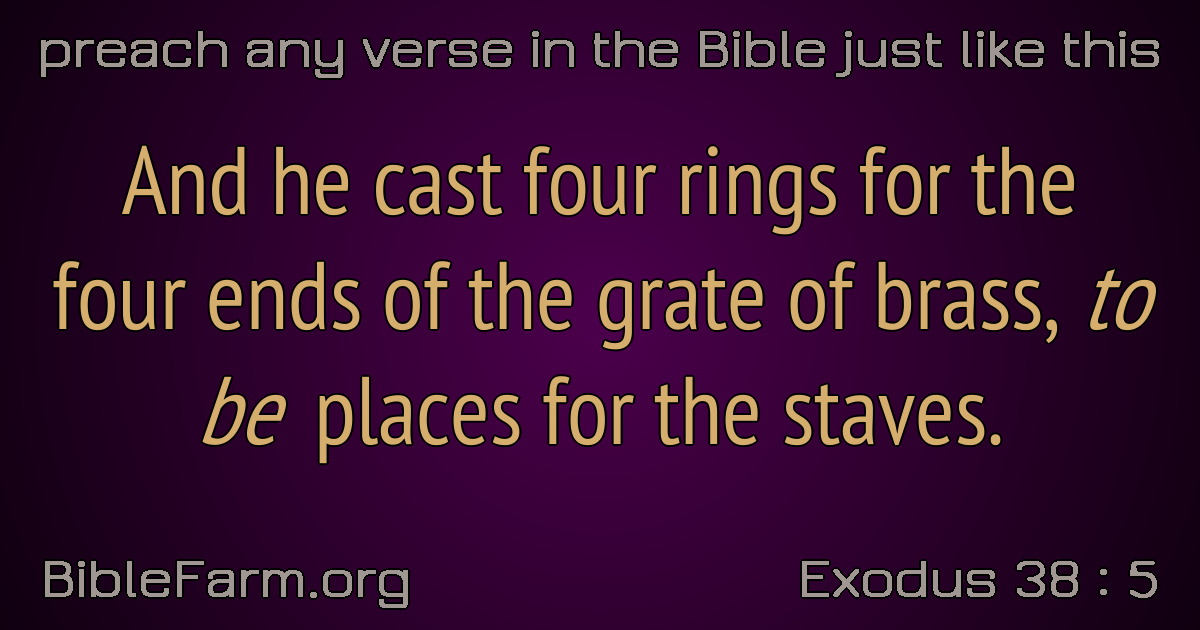 preach any verse in the Bible just like this
And he cast four rings for the
four ends of the grate of brass, to
be places for the staves.
BibleFarm.org
Exodus 38 : 5